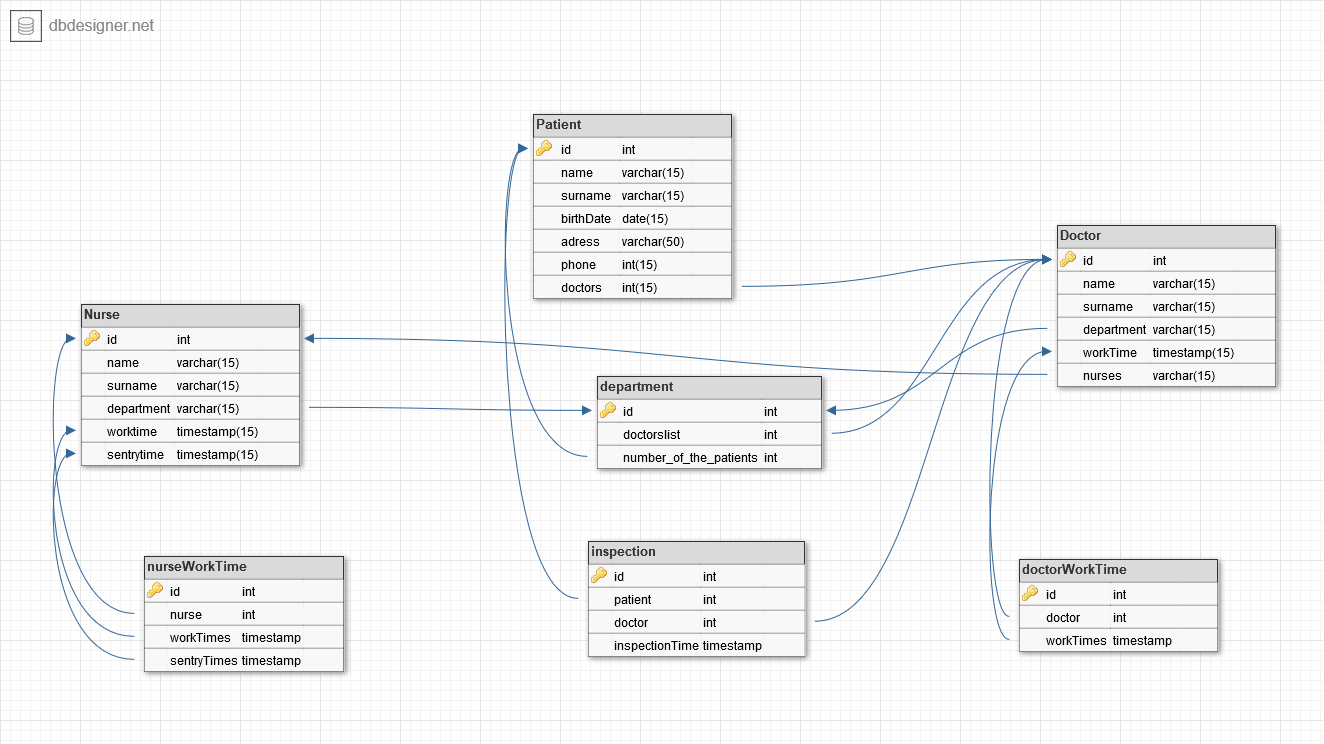 dbdesigner.net
Patient
id int
name varchar(15)
surname varchar(15)
birthDate date(15)
adress varchar(50)
phone int(15)
doctors int(15)
Doctor
id int
name varchar(15)
surname varchar(15)
department varchar(15)
workTime timestamp(15)
nurses varchar(15)
Nurse
id int
name varchar(15)
surname varchar(15)
department varchar(15)
worktime timestamp(15)
sentrytime timestamp(15)
department
id int
doctorslist int
number_of_the_patients int
nurseWorkTime
id int
nurse int
workTimes timestamp
sentryTimes timestamp
inspection
id int
patient int
doctor int
inspectionTime timestamp
doctorWorkTime
id int
doctor int
workTimes timestamp